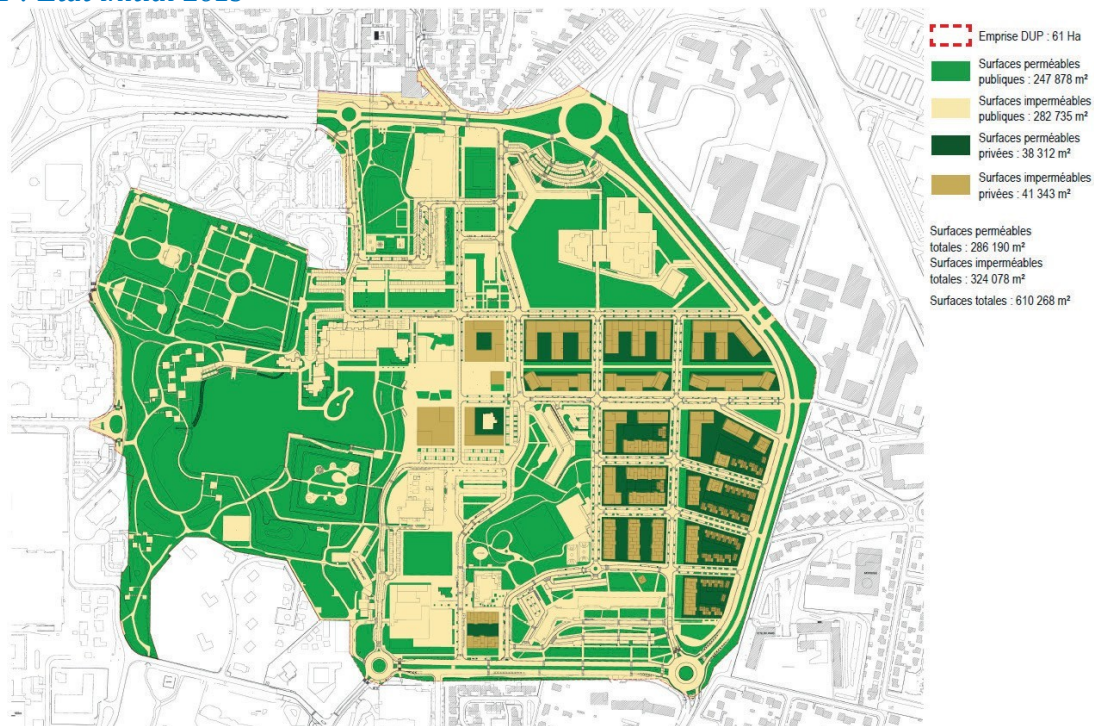 Emprise DUP : 61 Ha
Surfaces perméables
publiques : 247 878 m²
Surfaces imperméables
publiques : 282 735 m²
Surfaces perméables
privées : 38 312 m²
Surfaces imperméables
privées : 41 343 m²
Surfaces perméables
totales : 286 190 m²
Surfaces imperméables
totales : 324 078 m²
Surfaces totales : 610 268 m²